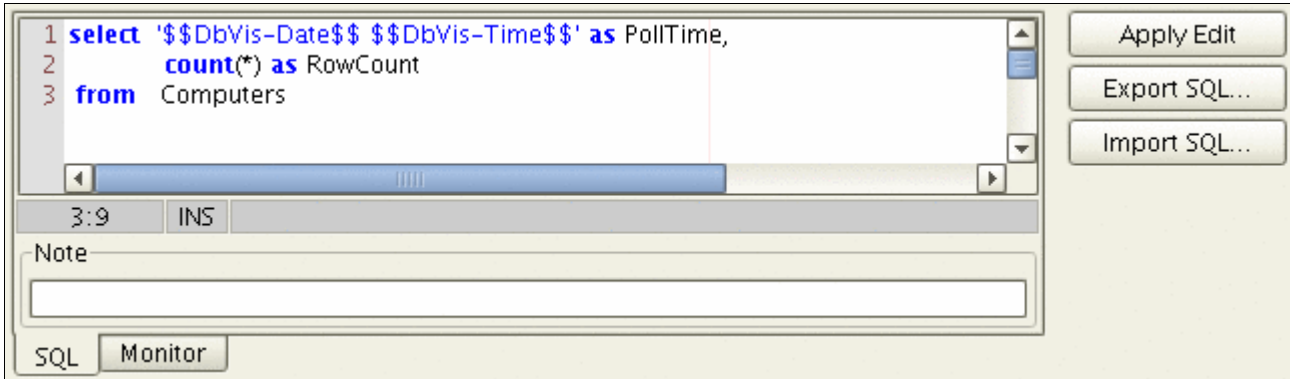 1 select '$$DbVis-Date$$ $$DbVis-Time$$' as PollTime,
2 count(*) as RowCount
3 from Computers
3:9 INS
Note
SQL Monitor
Apply Edit
Export SQL...
Import SQL...